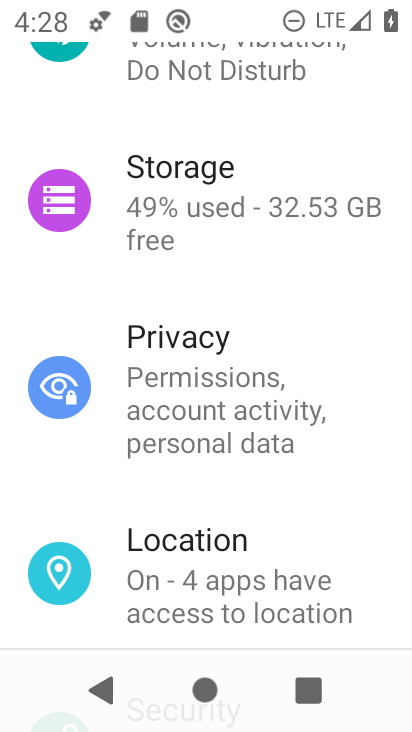 4:28
LTE
Volume, vibration,
Do Not Disturb
Storage
49% used - 32.53 GB
free
Privacy
Permissions,
account activity,
personal data
Location
On - 4 apps have
access to location
Security